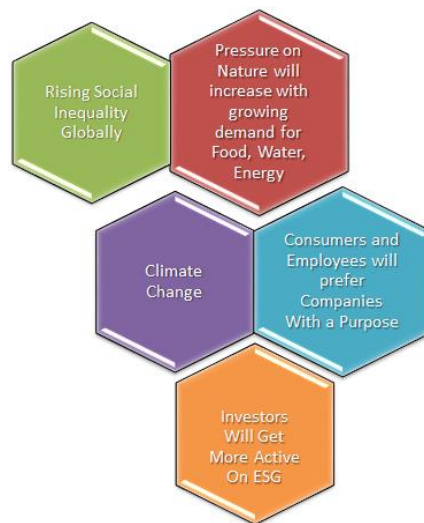 Rising Social
Inequality
Globally
Pressure on
Nature will
increase with
growing
demand for
Food, Water,
Energy
Climate
Change
Consumers and
Employees will
prefer
Companies
With a Purpose
Investors
Will Get
More Active
On ESG